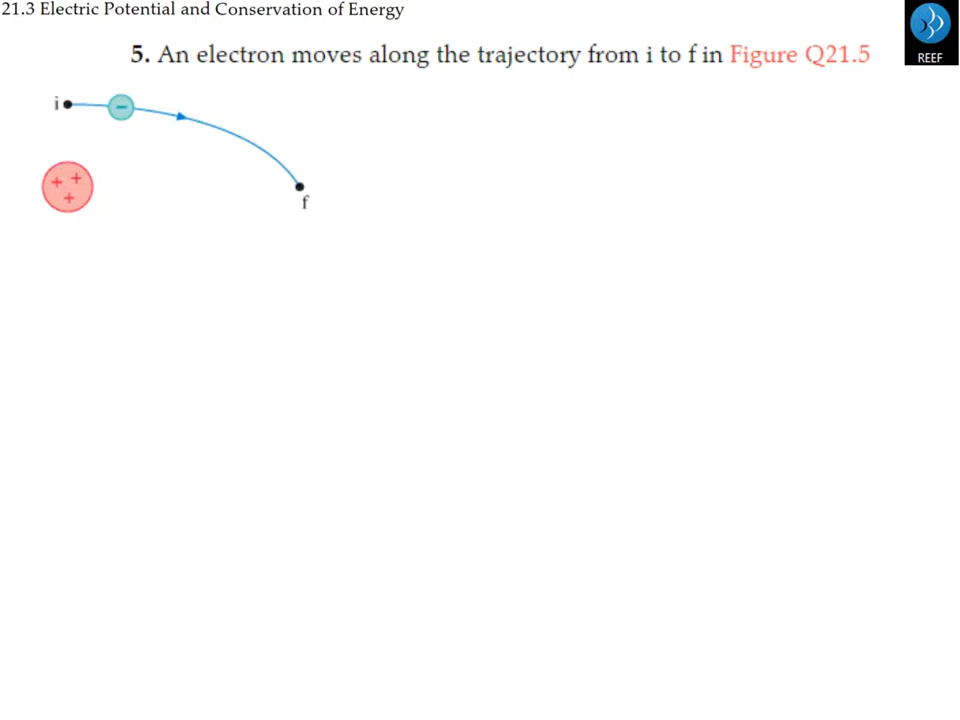 21.3 Electric Potential and Conservation of Energy
REEF
5. An electron moves along the trajectory from i to f in Figure Q21.5
i
−
+ +
+
f